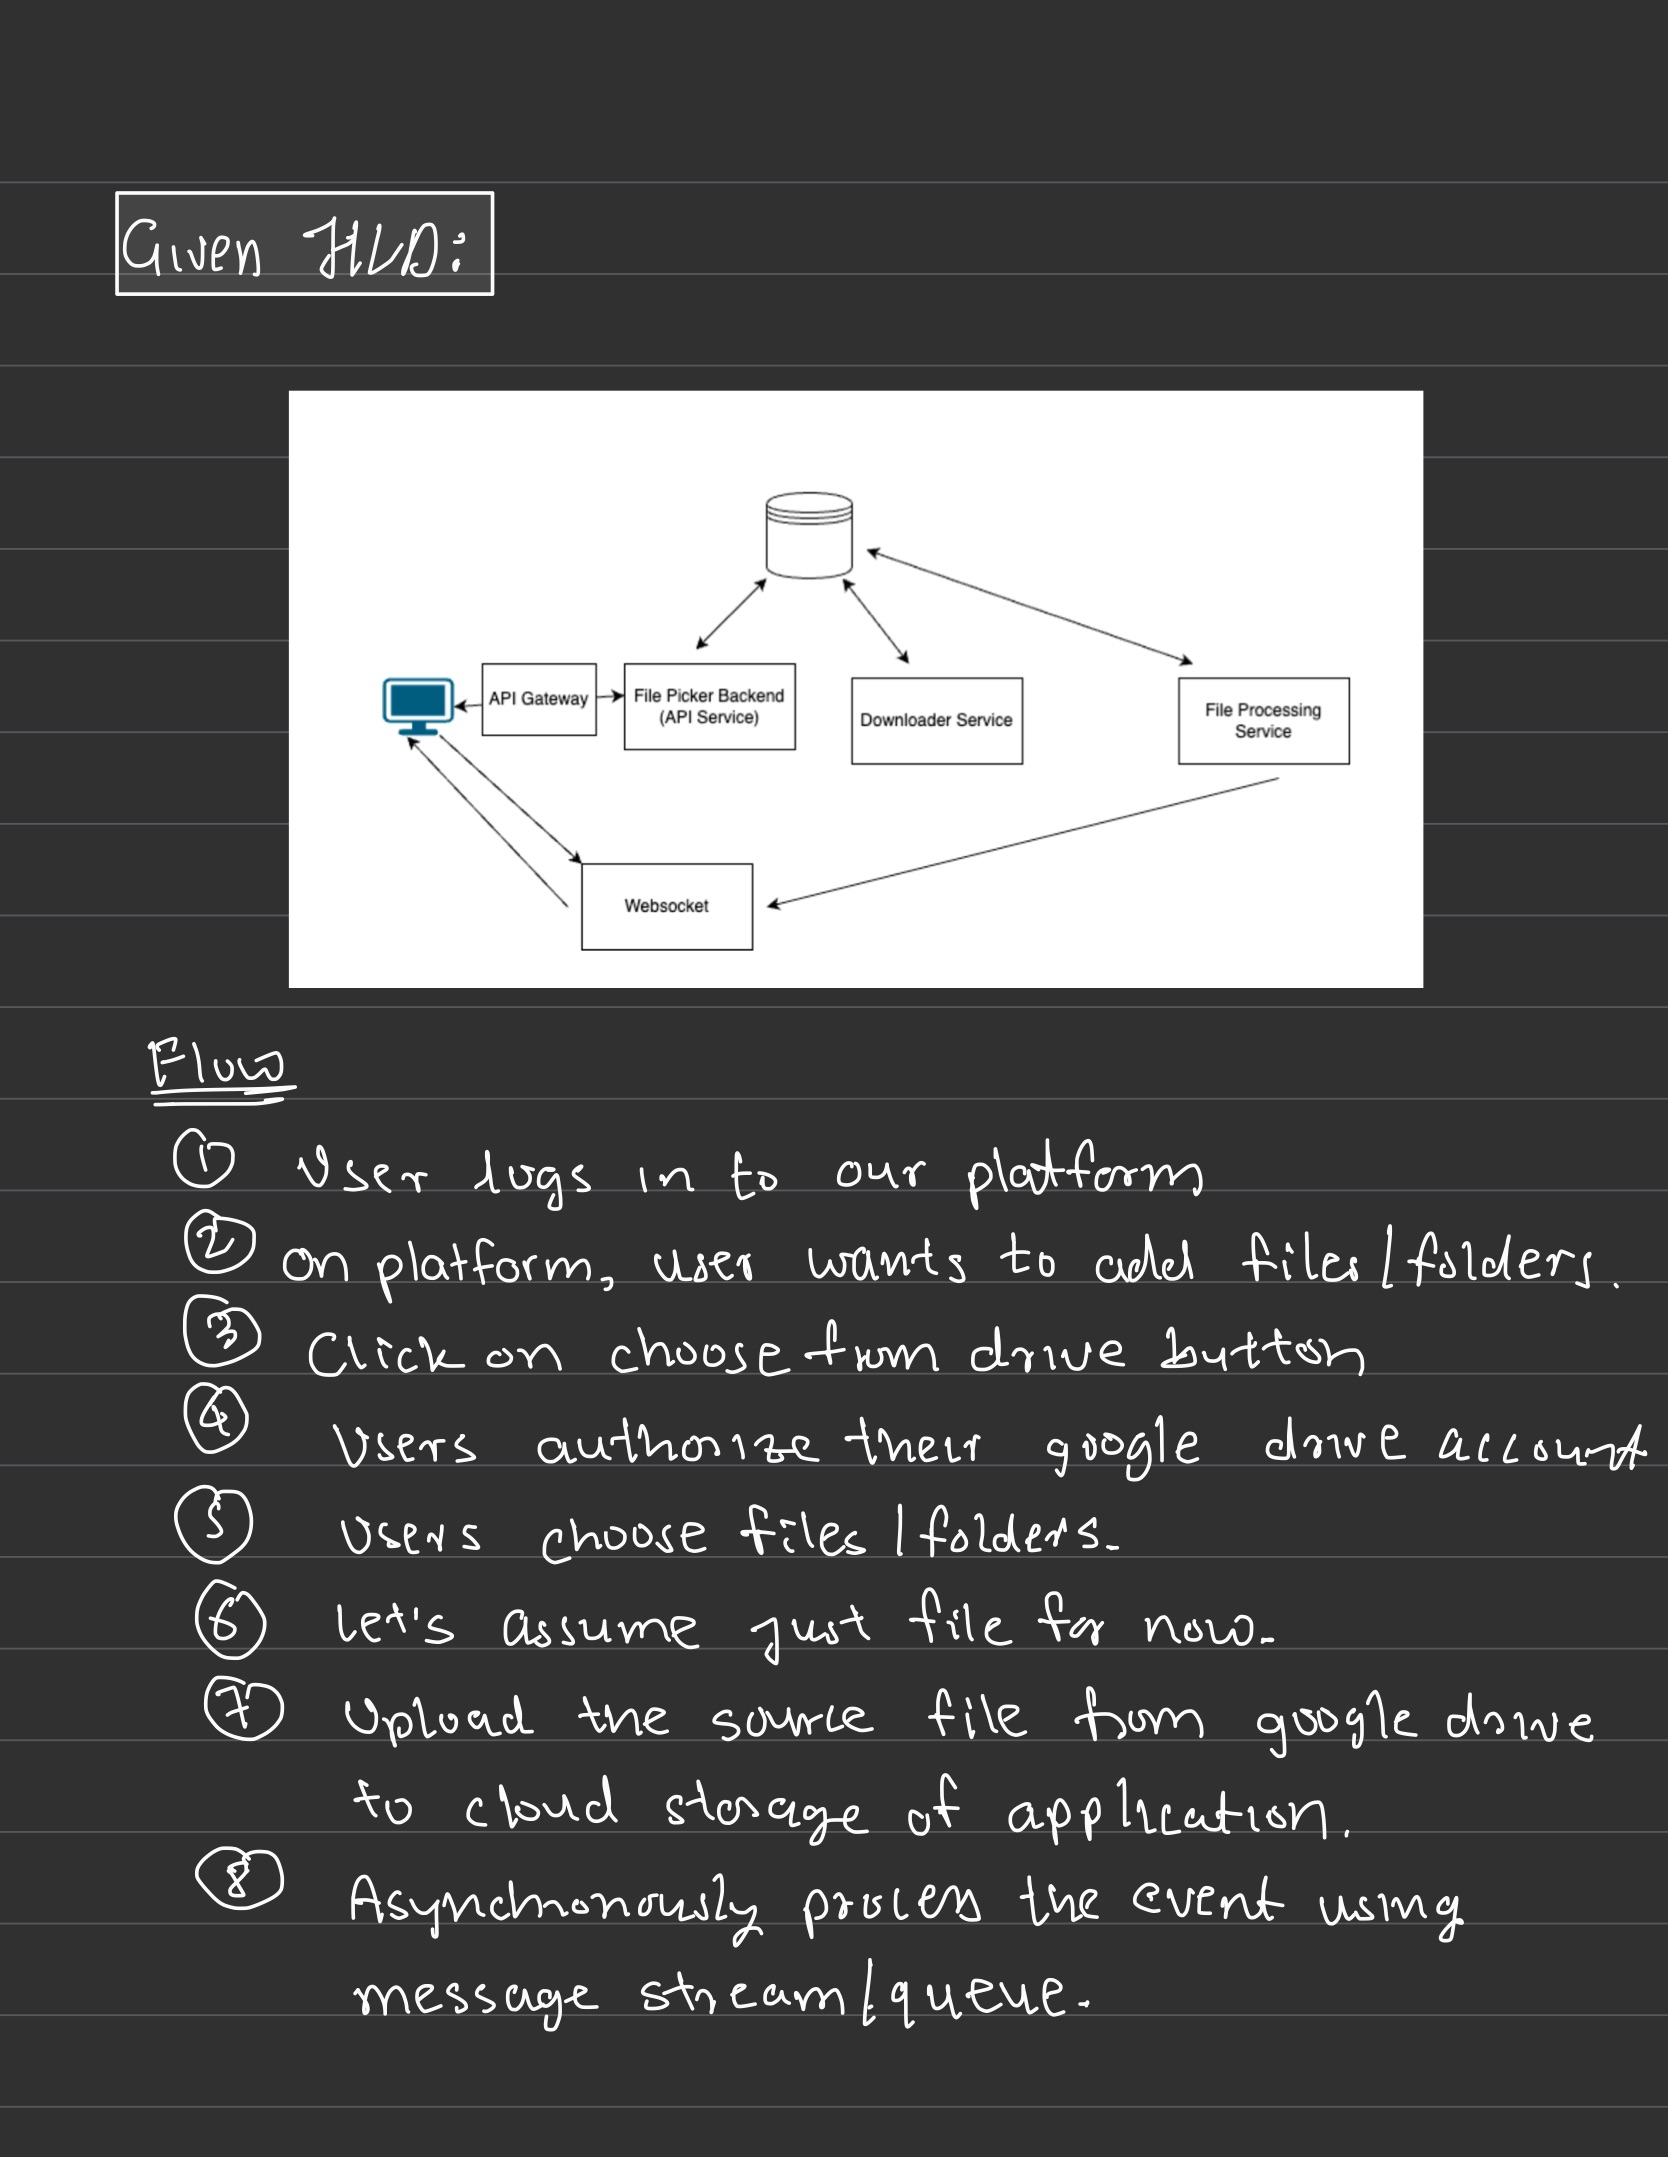 Given HLD:
API Gateway
File Picker Backend
(API Service)
Downloader Service
File Processing
Service
Websocket
Flow
1 User logs in to our platform
2 On platform, user wants to add files/folders.
3 Click on choose from drive button
4 Users authorize their google drive account
5 Users choose files/folders.
6 Let's assume just file for now.
7 Upload the source file from google drive
to cloud storage of application.
8 Asynchronously process the event using
message stream/queue.